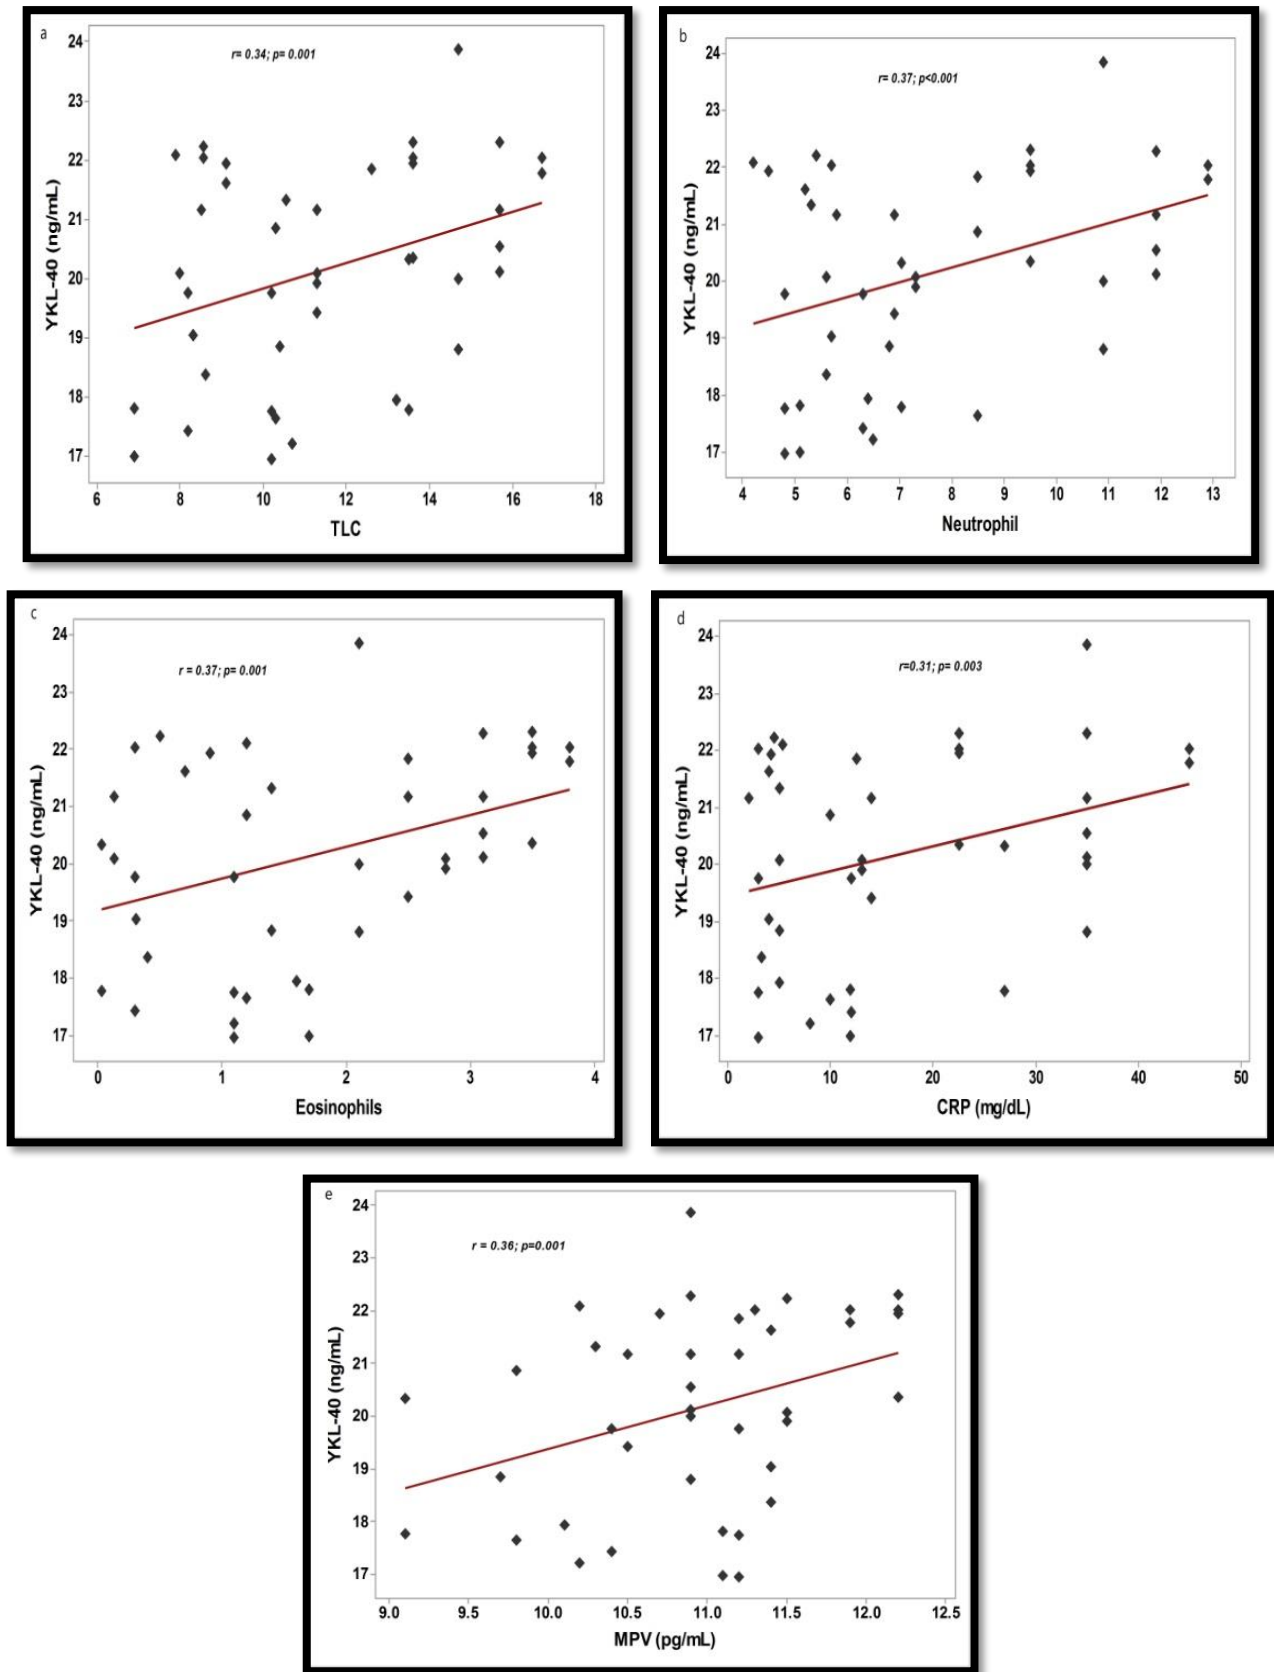 a
r= 0.34; p= 0.001
24
23
22
21
20
19
18
17
YKL-40 (ng/mL)
6 8 10 12 14 16 18
TLC
b
r= 0.37; p<0.001
24
23
22
21
20
19
18
17
YKL-40 (ng/mL)
4 5 6 7 8 9 10 11 12 13
Neutrophil
c
r = 0.37; p= 0.001
24
23
22
21
20
19
18
17
YKL-40 (ng/mL)
0 1 2 3 4
Eosinophils
d
r=0.31; p= 0.003
24
23
22
21
20
19
18
17
YKL-40 (ng/mL)
0 10 20 30 40 50
CRP (mg/dL)
e
r = 0.36; p=0.001
24
23
22
21
20
19
18
17
YKL-40 (ng/mL)
9.0 9.5 10.0 10.5 11.0 11.5 12.0 12.5
MPV (pg/mL)